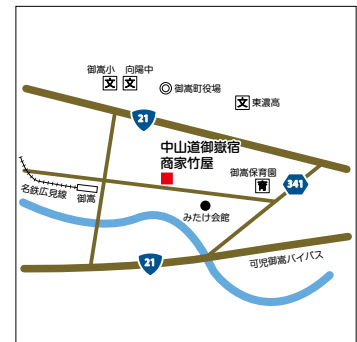 御嵩小 向陽中
文 文
御嵩町役場
文 東濃高
21
中山道御嶽宿
商家竹屋
御嵩保育園
育
341
名鉄広見線
御嵩
みたけ会館
21
可児御嵩バイパス